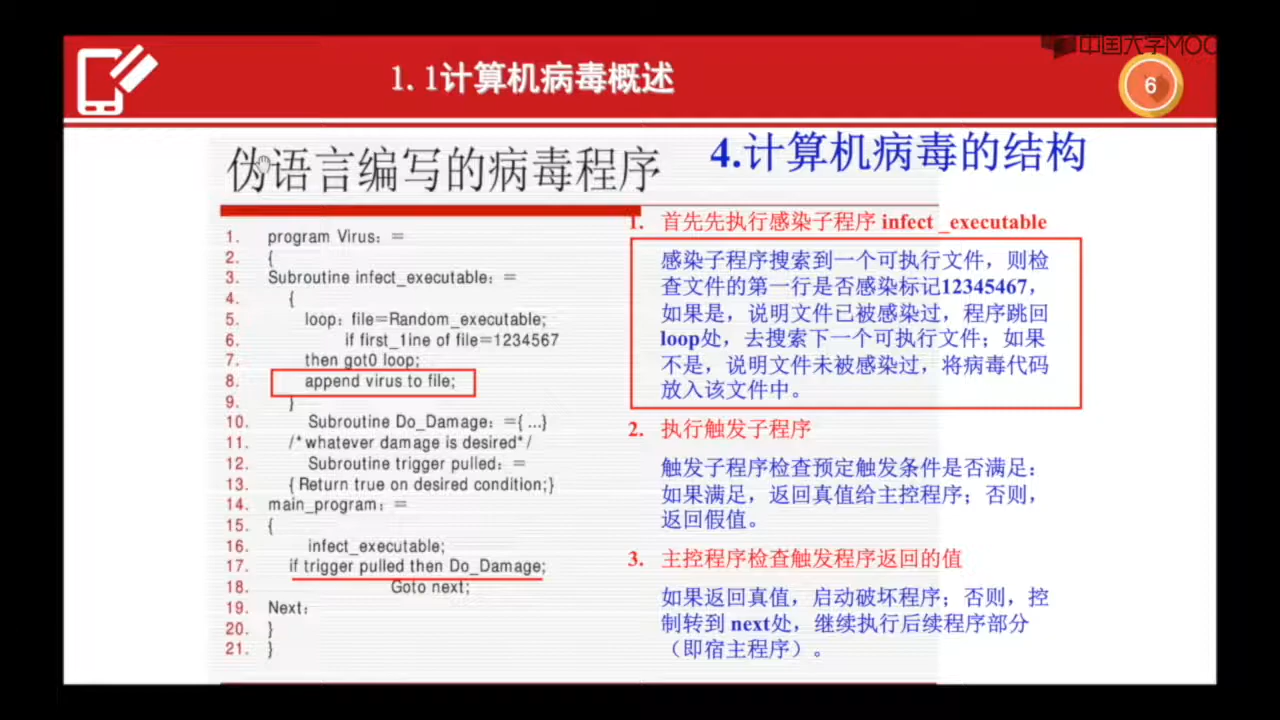 中国大学MOOC
1.1计算机病毒概述
6
伪语言编写的病毒程序
4.计算机病毒的结构
1. program Virus：＝
2. {
3. Subroutine infect_executable：＝
4. {
5. loop：file＝Random_executable;
6. if first_1ine of file＝1234567
7. then got0 loop;
8. append virus to file;
9. }
10. Subroutine Do_Damage：＝{ ...}
11. /*whatever damage is desired*/
12. Subroutine trigger pulled：＝
13. { Return true on desired condition;}
14. main_program：＝
15. {
16. infect_executable;
17. if trigger pulled then Do_Damage;
18. Goto next;
19. Next：
20. }
21. }
1. 首先先执行感染子程序 infect _executable
感染子程序搜索到一个可执行文件，则检
查文件的第一行是否感染标记12345467，
如果是，说明文件已被感染过，程序跳回
loop处，去搜索下一个可执行文件；如果
不是，说明文件未被感染过，将病毒代码
放入该文件中。
2. 执行触发子程序
触发子程序检查预定触发条件是否满足：
如果满足，返回真值给主控程序；否则，
返回假值。
3. 主控程序检查触发程序返回的值
如果返回真值，启动破坏程序；否则，控
制转到 next处，继续执行后续程序部分
（即宿主程序）。